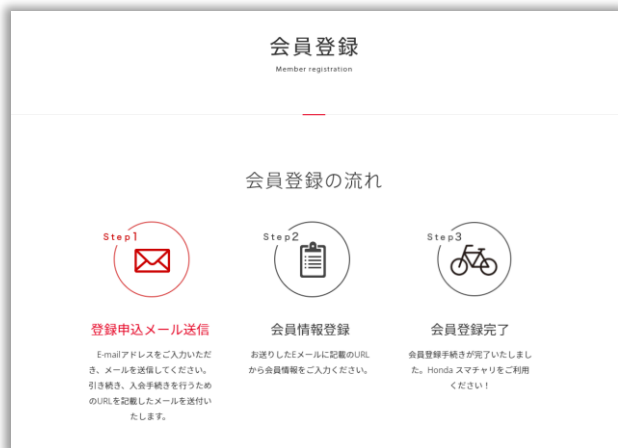 会員登録
Member registration
会員登録の流れ
Step1
Step2
Step3
登録申込メール送信
会員情報登録
会員登録完了
E-mailアドレスをご入力いただ
き、メールを送信してください。
引き続き、入会手続きを行うため
のURLを記載したメールを送付い
たします。
お送りしたEメールに記載のURL
から会員情報をご入力ください。
会員登録手続きが完了いたしまし
た。Honda スマチャリをご利用
ください！